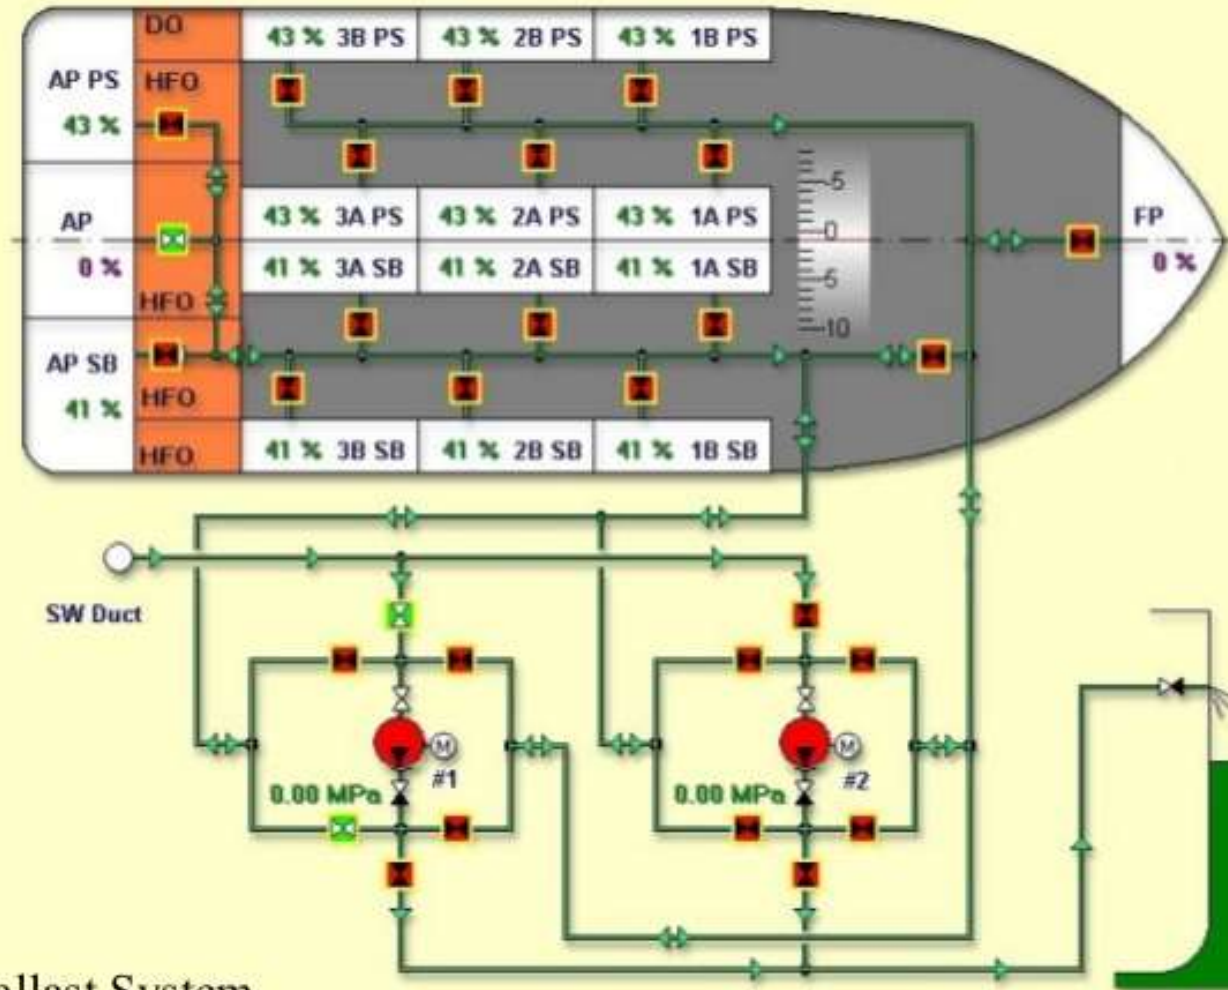 DO
43 % 3B PS 43 % 2B PS 43 % 1B PS
AP PS
HFO
43 %
-5
43 % 3A PS 43 % 2A PS 43 % 1A PS
AP
0
FP
0 %
41 % 3A SB 41 % 2A SB 41 % 1A SB
0 %
5
HFO
10
AP SB
HFO
41 %
41 % 3B SB 41 % 2B SB 41 % 1B SB
HFO
SW Duct
M
M
#1
#2
0.00 MPa
0.00 MPa